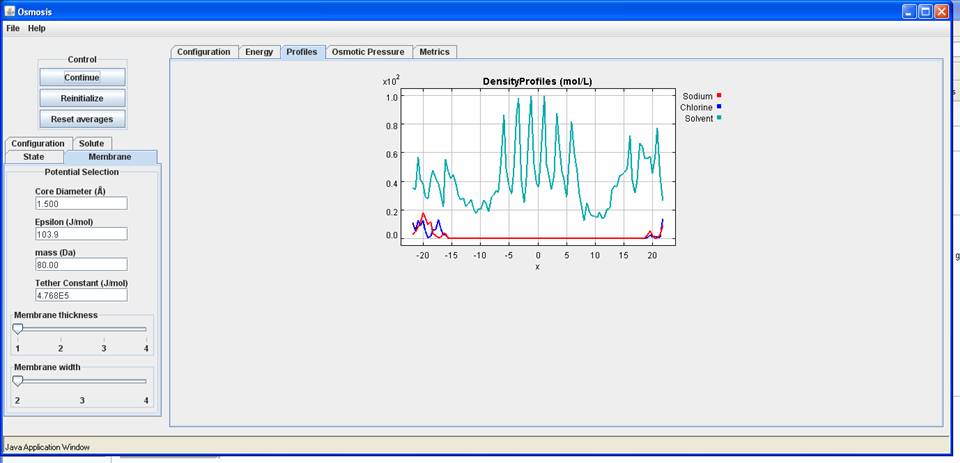 Osmosis
File Help
Control
Continue
Reinitialize
Reset averages
Configuration Solute
State Membrane
Potential Selection
Core Diameter (Å)
1.500
Epsilon (J/mol)
103.9
mass (Da)
80.00
Tether Constant (J/mol)
4.768E5
Membrane thickness
1 2 3 4
Membrane width
2 3 4
Configuration Energy Profiles Osmotic Pressure Metrics
x10²
DensityProfiles (mol/L)
1.0
0.8
0.6
0.4
0.2
0.0
-20 -15 -10 -5 0 5 10 15 20
x
Sodium
Chlorine
Solvent
Java Application Window
s
g